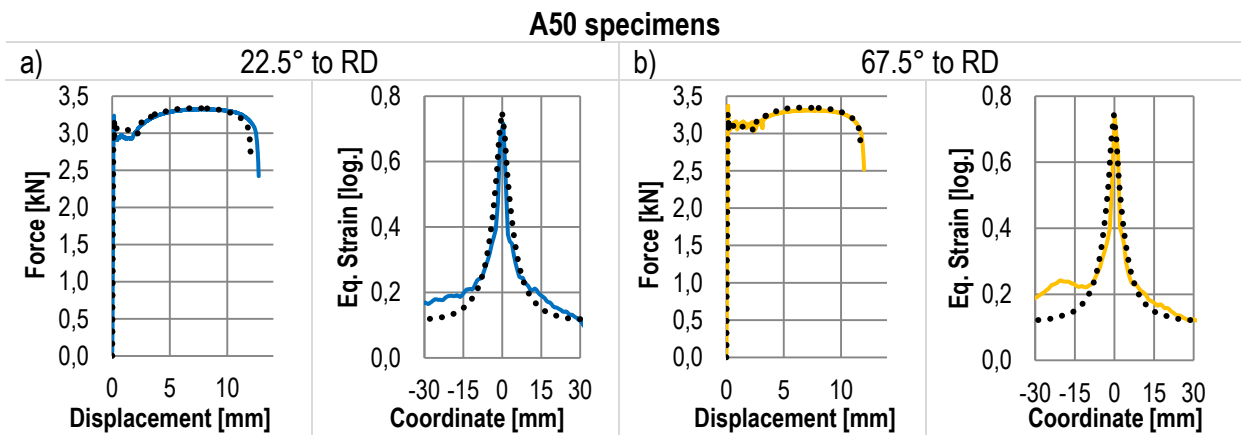 A50 specimens
a) 22.5° to RD
b) 67.5° to RD
Force [kN]
3,5
3,0
2,5
2,0
1,5
1,0
0,5
0,0
0 5 10
Displacement [mm]
Eq. Strain [log.]
0,8
0,6
0,4
0,2
0,0
-30 -15 0 15 30
Coordinate [mm]
Force [kN]
3,5
3,0
2,5
2,0
1,5
1,0
0,5
0,0
0 5 10
Displacement [mm]
Eq. Strain [log.]
0,8
0,6
0,4
0,2
0,0
-30 -15 0 15 30
Coordinate [mm]